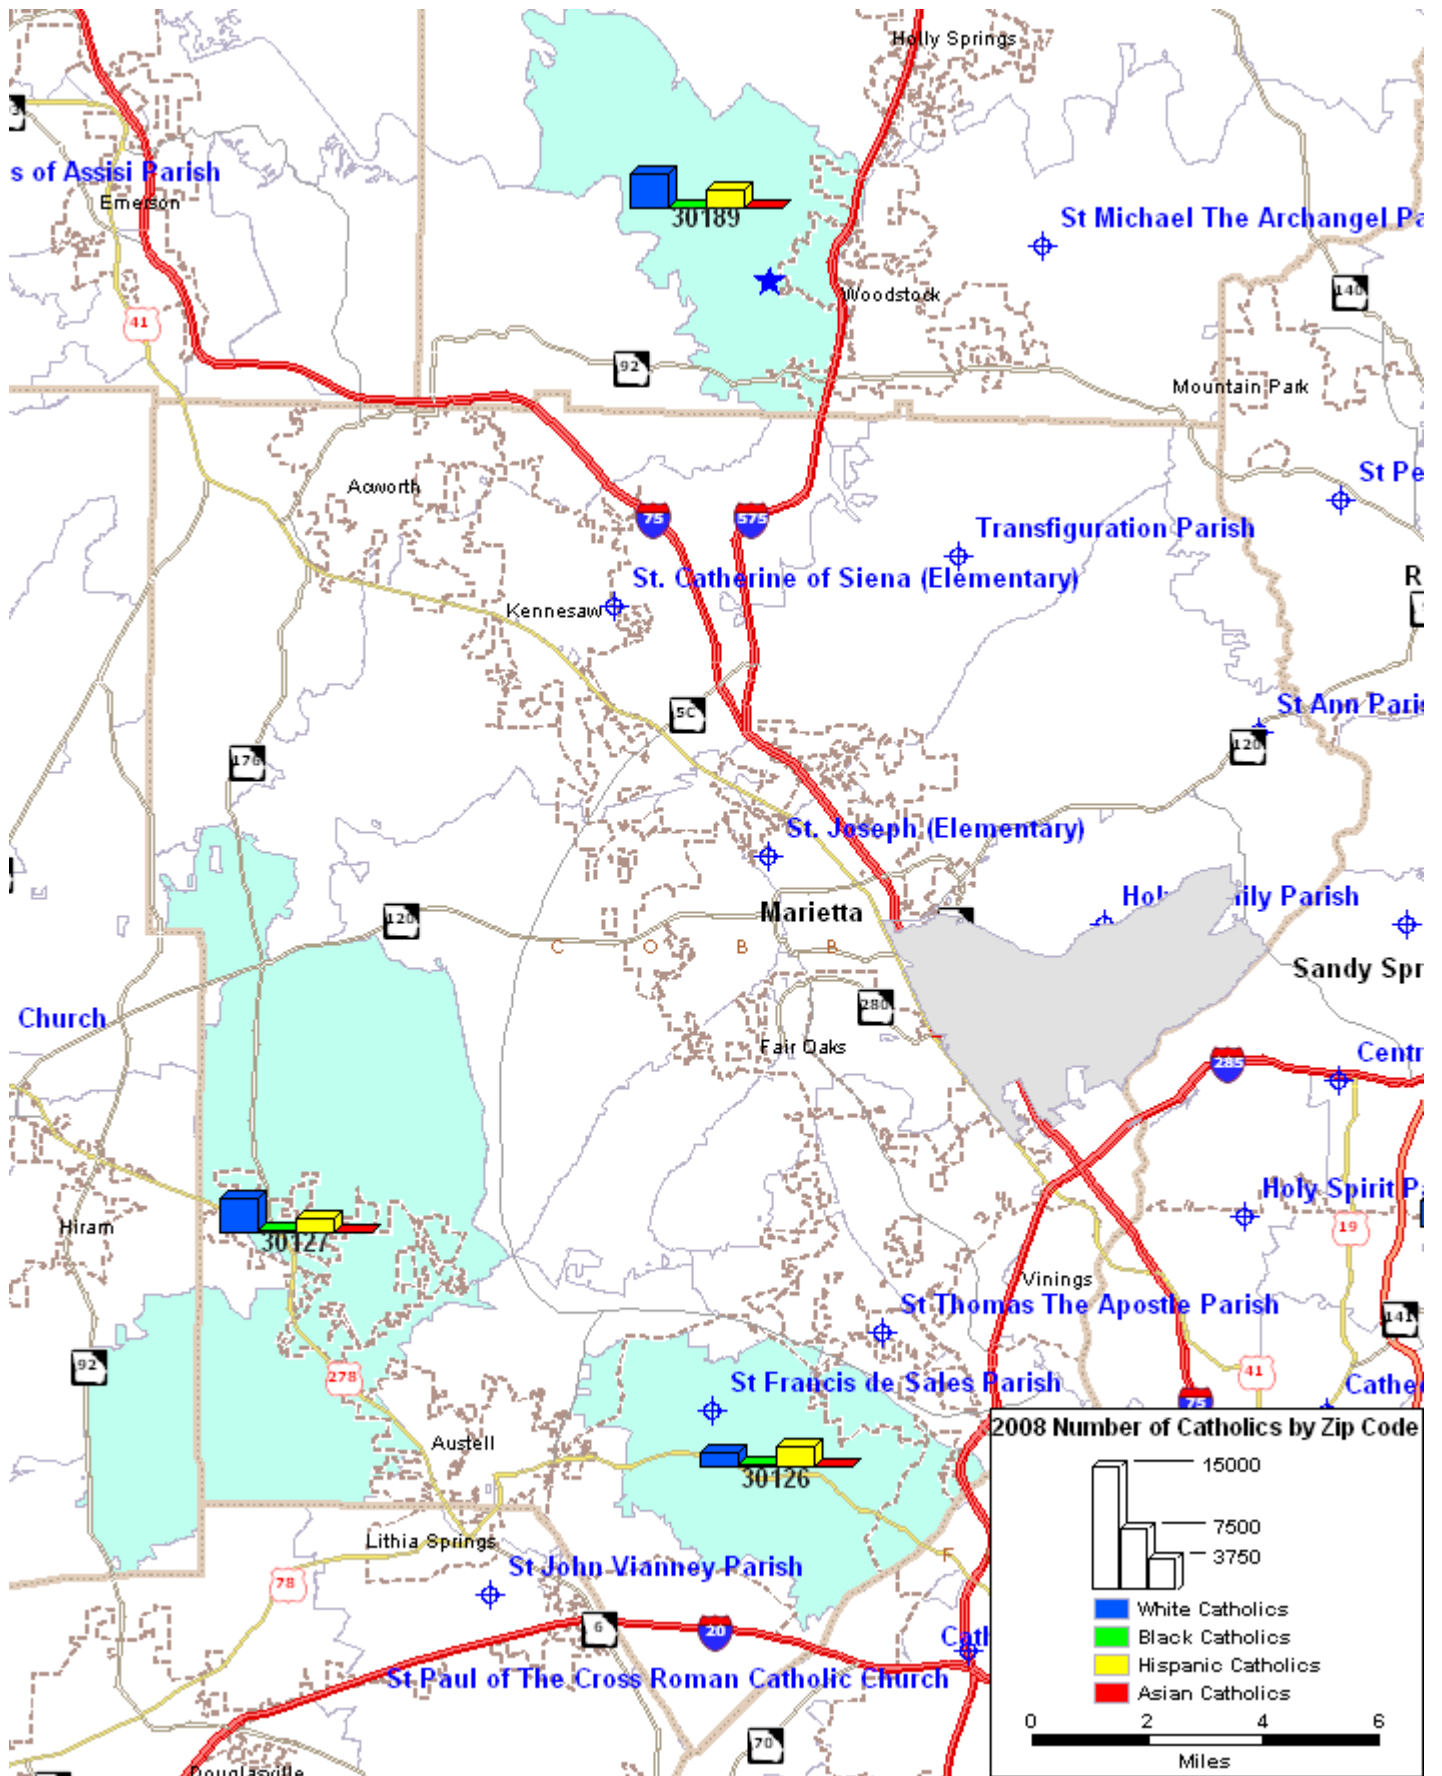 Holly Springs
s of Assisi Parish
Emerson
30189
St Michael The Archangel Pa
Woodstock
140
41
92
Mountain Park
Acworth
St Pe
75
575
Transfiguration Parish
St. Catherine of Siena (Elementary)
R
Kennesaw
St Ann Paris
5C
120
176
St. Joseph (Elementary)
Marietta
120
Hol
ily Parish
C O B B
Sandy Spr
280
Church
Fair Oaks
Centr
285
Holy Spirit P
Hiram
30127
19
Vinings
St Thomas The Apostle Parish
141
92
278
41
St Francis de Sales Parish
Cathe
75
Austell
30126
2008 Number of Catholics by Zip Code
15000
7500
3750
White Catholics
Black Catholics
Hispanic Catholics
Asian Catholics
0 2 4 6
Miles
Lithia Springs
F
St John Vianney Parish
78
6
20
Cath
St Paul of The Cross Roman Catholic Church
70
Douglasville